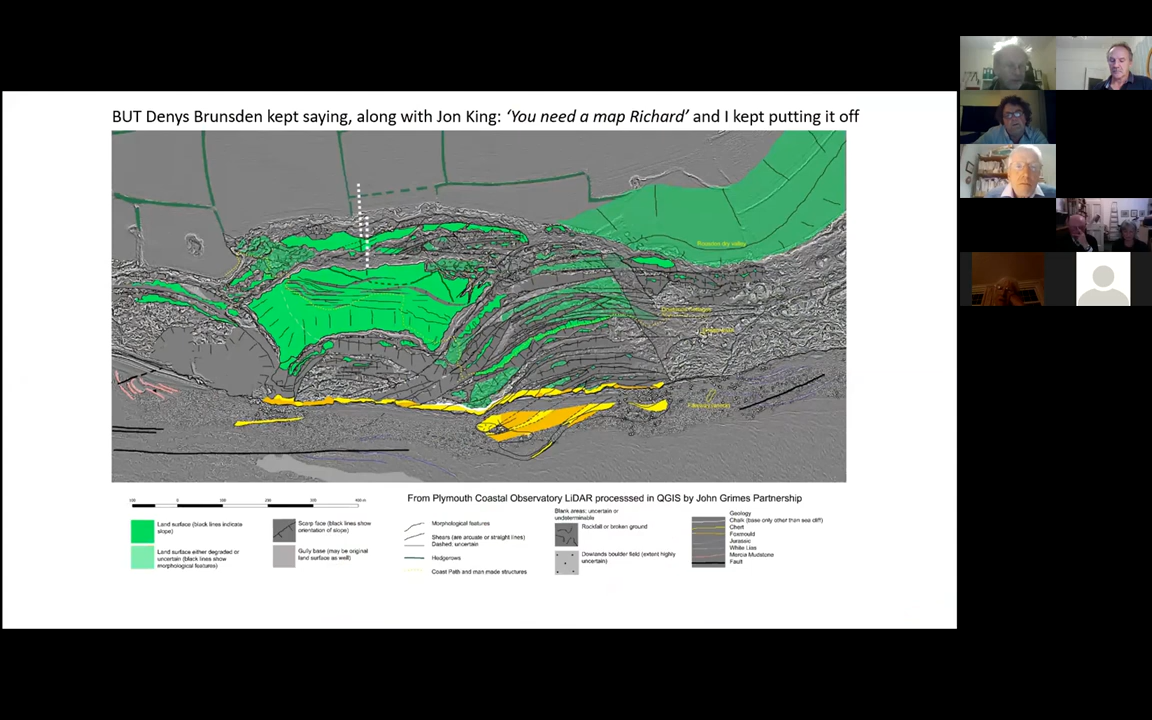 BUT Denys Brunsden kept saying, along with Jon King: ‘You need a map Richard’ and I kept putting it off
Possible dry valley
From Plymouth Coastal Observatory LiDAR processsed in QGIS by John Grimes Partnership
Land surface (black lines indicate
slope)
Land surface either degraded or
uncertain (black lines show
morphological features)
Scarp face (black lines show
orientation of slope)
Gully base (may be original
land surface as well)
Morphological features
Shears (are arcuate or straight lines)
Dashed: uncertain
Hedgerows
Coast Path and man made structures
Blank areas: uncertain or
undeterminable
Rockfall or broken ground
Dowlands boulder field (extent highly
uncertain)
Geology
Chalk (base only other than sea cliff)
Chert
Foxmould
Jurassic
White Lias
Mercia Mudstone
Fault